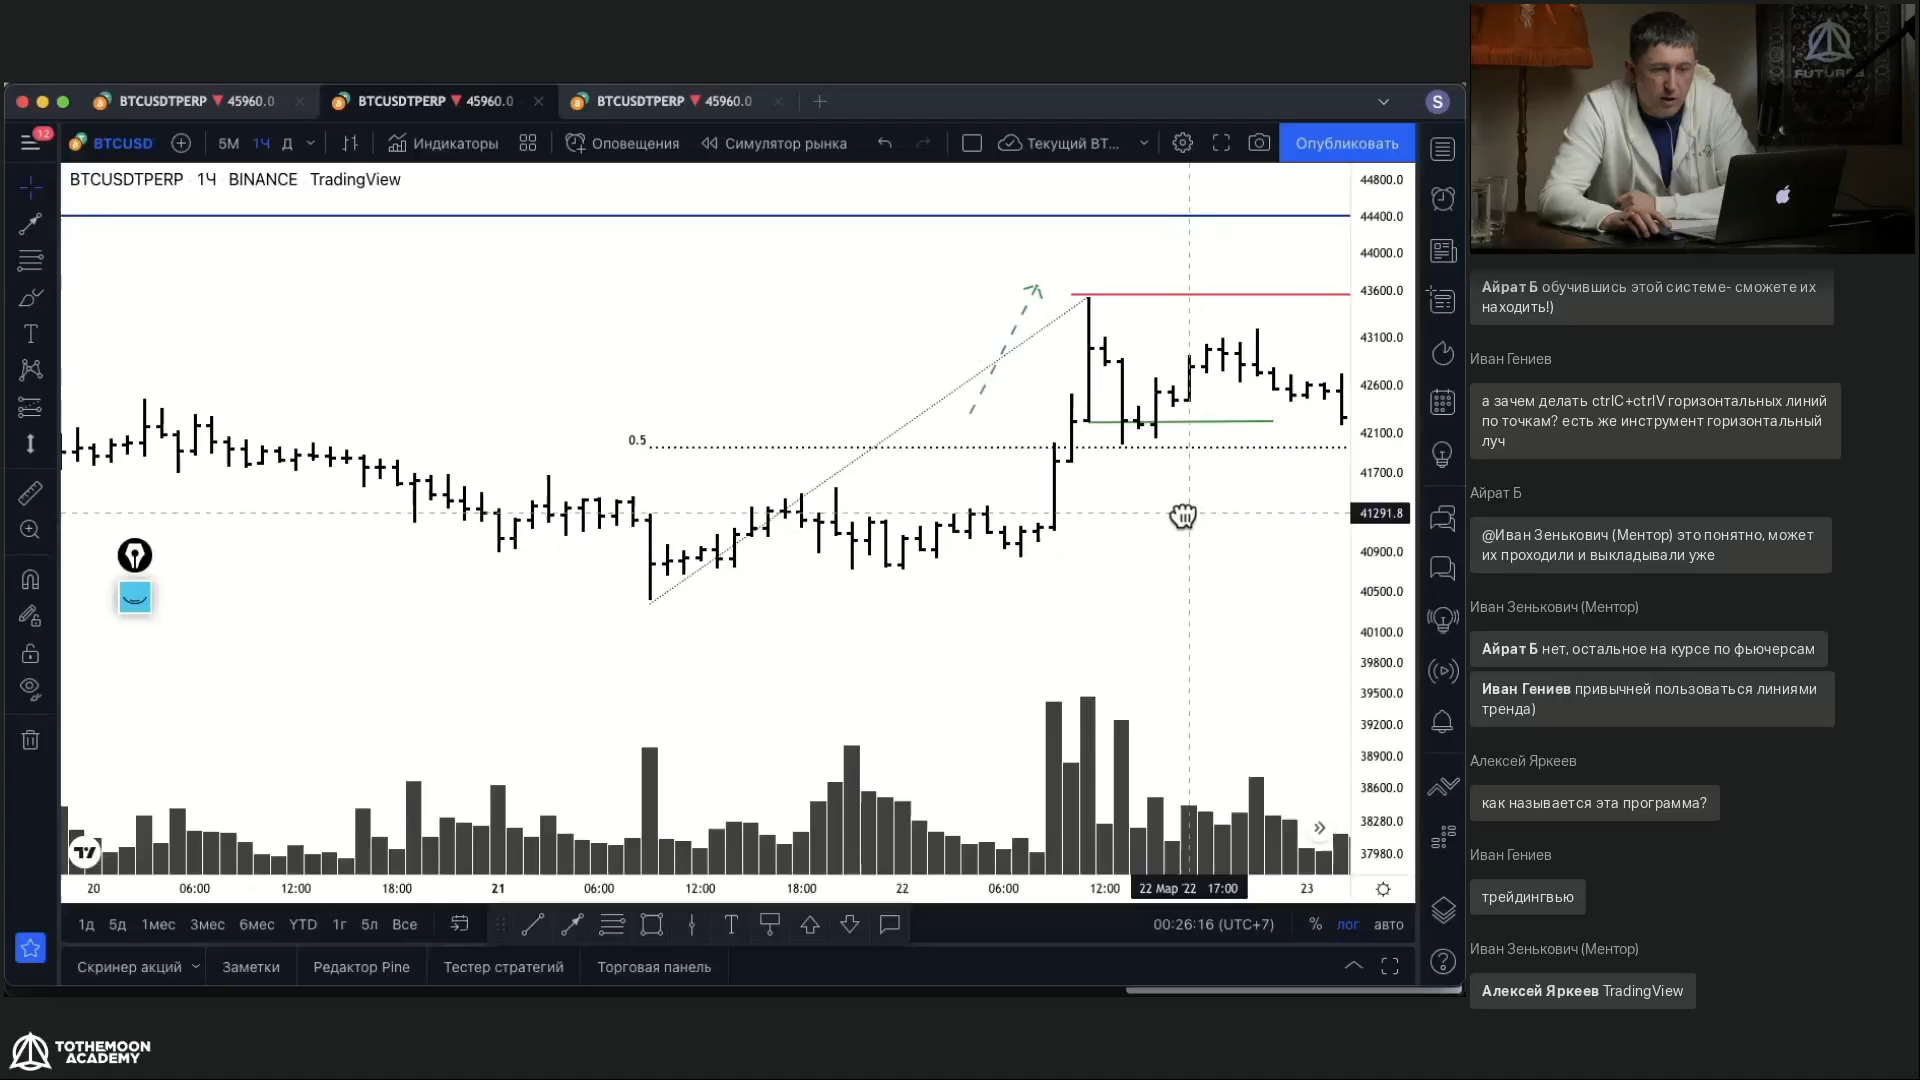 BTCUSDTPERP ▼ 45960.0
BTCUSDTPERP ▼ 45960.0
BTCUSDTPERP ▼ 45960.0
S
12
BTCUSD
5М 1Ч Д
Индикаторы
Оповещения
Симулятор рынка
Текущий BT...
Опубликовать
BTCUSDTPERP 1Ч BINANCE TradingView
0.5
44800.0
44400.0
44000.0
43600.0
43100.0
42600.0
42100.0
41700.0
41291.8
40900.0
40500.0
40100.0
39800.0
39500.0
39200.0
38900.0
38600.0
38280.0
37980.0
20 06:00 12:00 18:00 21 06:00 12:00 18:00 22 06:00 12:00 22 Мар '22 17:00 23
1д 5д 1мес 3мес 6мес YTD 1г 5л Все
00:26:16 (UTC+7) % лог авто
Скринер акций Заметки Редактор Pine Тестер стратегий Торговая панель
TOTHEMOON
ACADEMY
FUTURES
Айрат Б обучившись этой системе- сможете их
находить!)
Иван Гениев
а зачем делать ctrlC+ctrlV горизонтальных линий
по точкам? есть же инструмент горизонтальный
луч
Айрат Б
@Иван Зенькович (Ментор) это понятно, может
их проходили и выкладывали уже
Иван Зенькович (Ментор)
Айрат Б нет, остальное на курсе по фьючерсам
Иван Гениев привычней пользоваться линиями
тренда)
Алексей Яркеев
как называется эта программа?
Иван Гениев
трейдингвью
Иван Зенькович (Ментор)
Алексей Яркеев TradingView